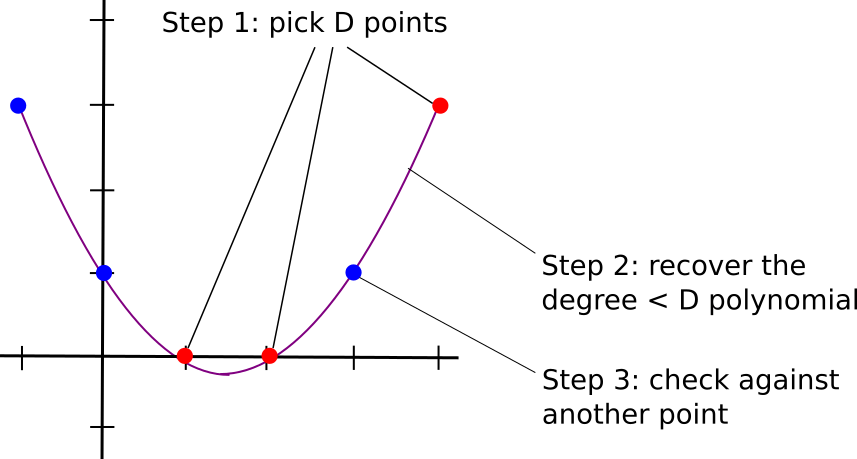 Step 1: pick D points
Step 2: recover the
degree < D polynomial
Step 3: check against
another point